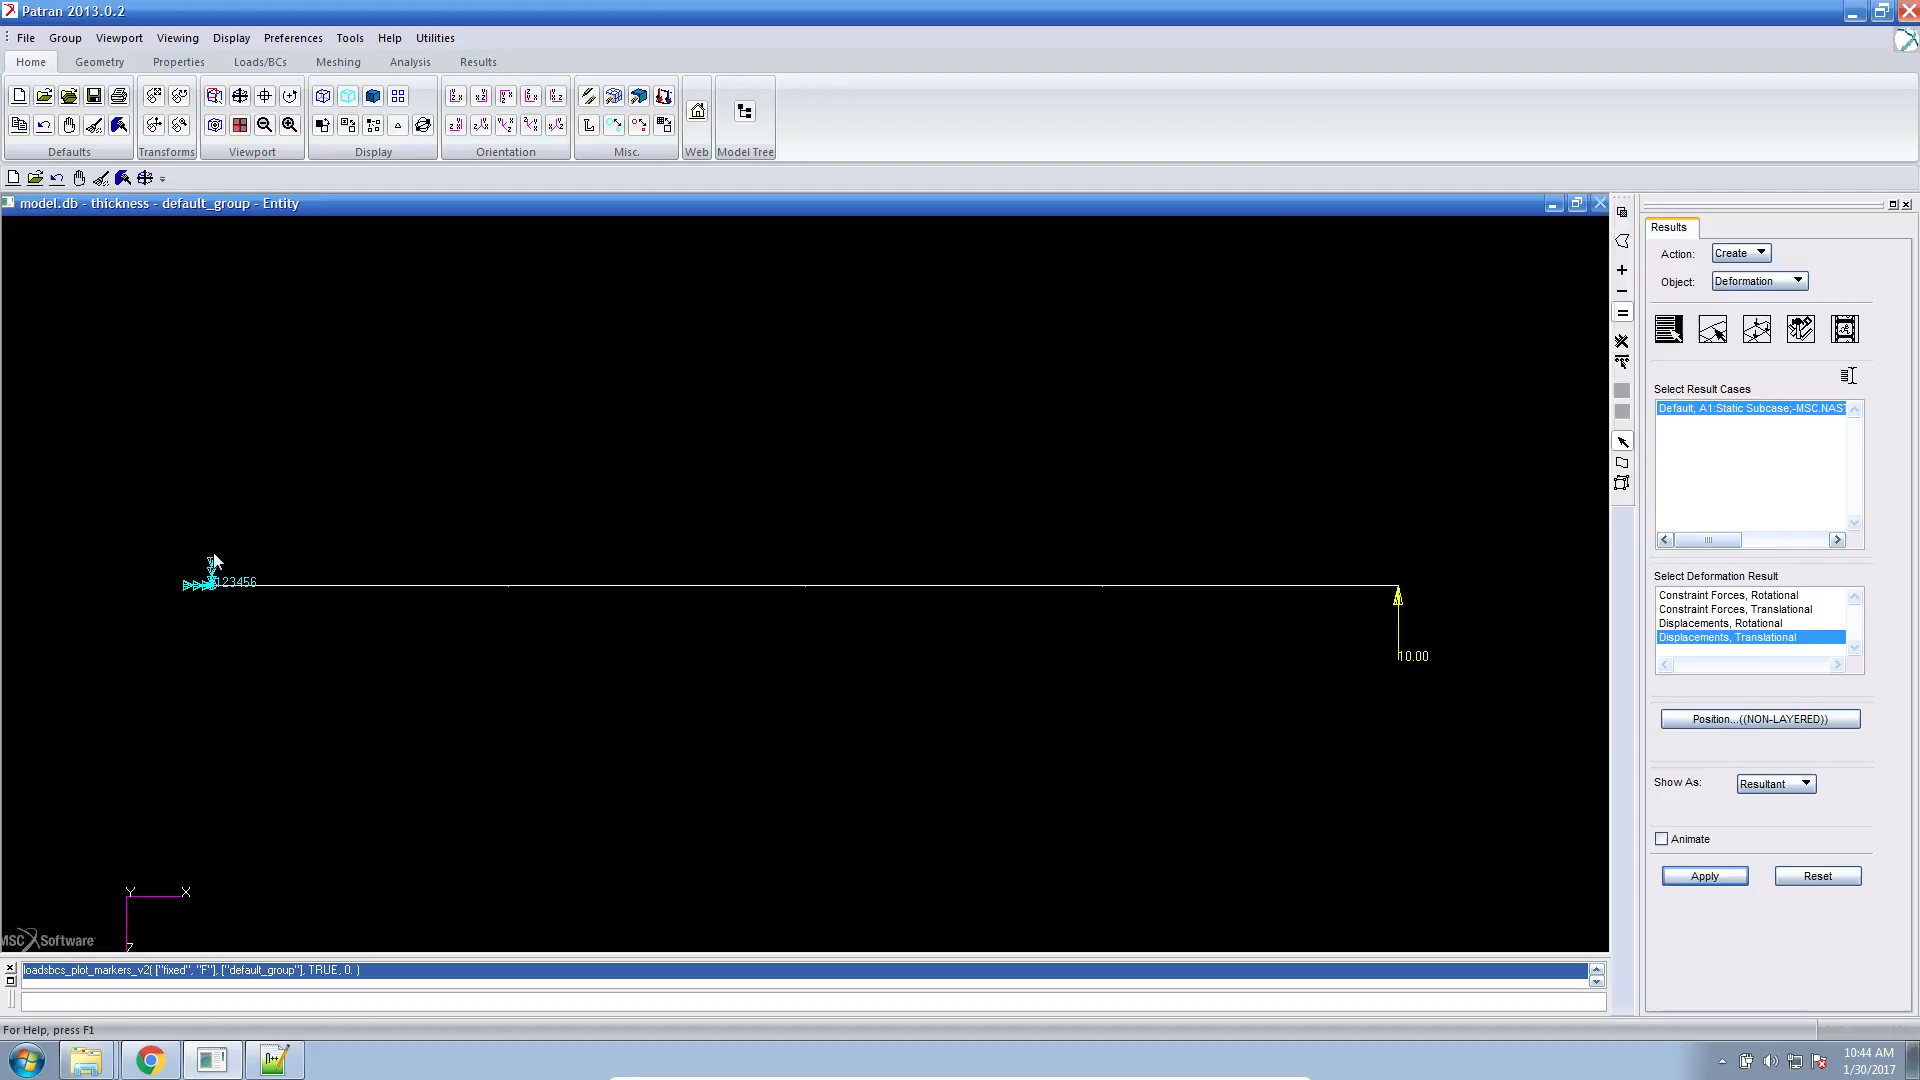 Patran 2013.0.2
File Group Viewport Viewing Display Preferences Tools Help Utilities
Home Geometry Properties Loads/BCs Meshing Analysis Results
Defaults Transforms Viewport Display Orientation Misc. Web Model Tree
model.db - thickness - default_group - Entity
Results
Action: Create
Object: Deformation
Select Result Cases
Default, A1:Static Subcase;-MSC.NAST
123456
Select Deformation Result
Constraint Forces, Rotational
Constraint Forces, Translational
Displacements, Rotational
Displacements, Translational
10.00
Position...((NON-LAYERED))
Show As: Resultant
Animate
Apply Reset
Y X
Z
MSC Software
loadsbcs_plot_markers_v2( ["fixed", "F"], ["default_group"], TRUE, 0. )
For Help, press F1
10:44 AM
1/30/2017